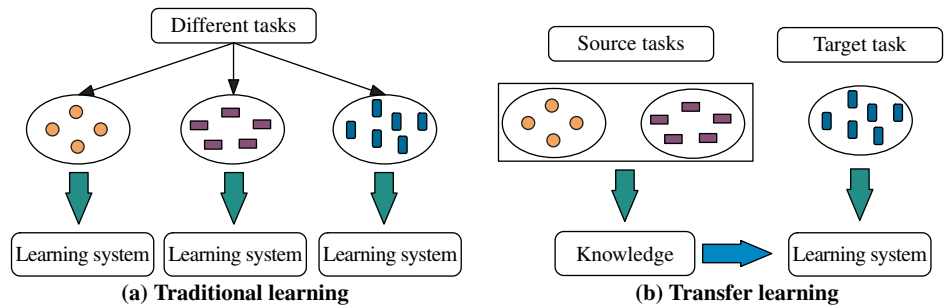 Different tasks
Learning system
Learning system
Learning system
(a) Traditional learning
Source tasks
Target task
Knowledge
Learning system
(b) Transfer learning